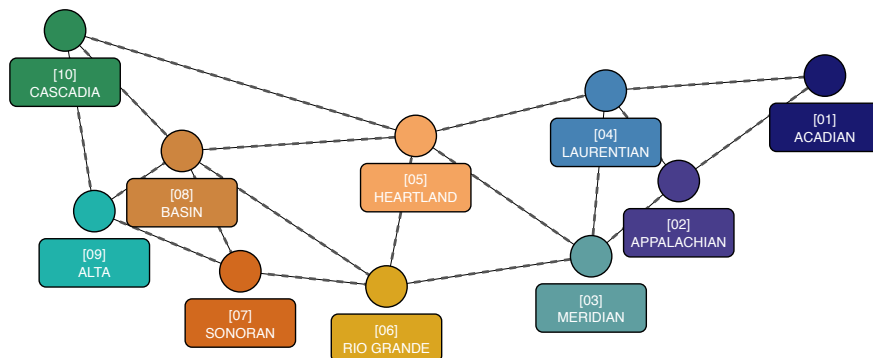 [10]
CASCADIA
[01]
ACADIAN
[04]
LAURENTIAN
[05]
HEARTLAND
[08]
BASIN
[02]
APPALACHIAN
[09]
ALTA
[03]
MERIDIAN
[07]
SONORAN
[06]
RIO GRANDE